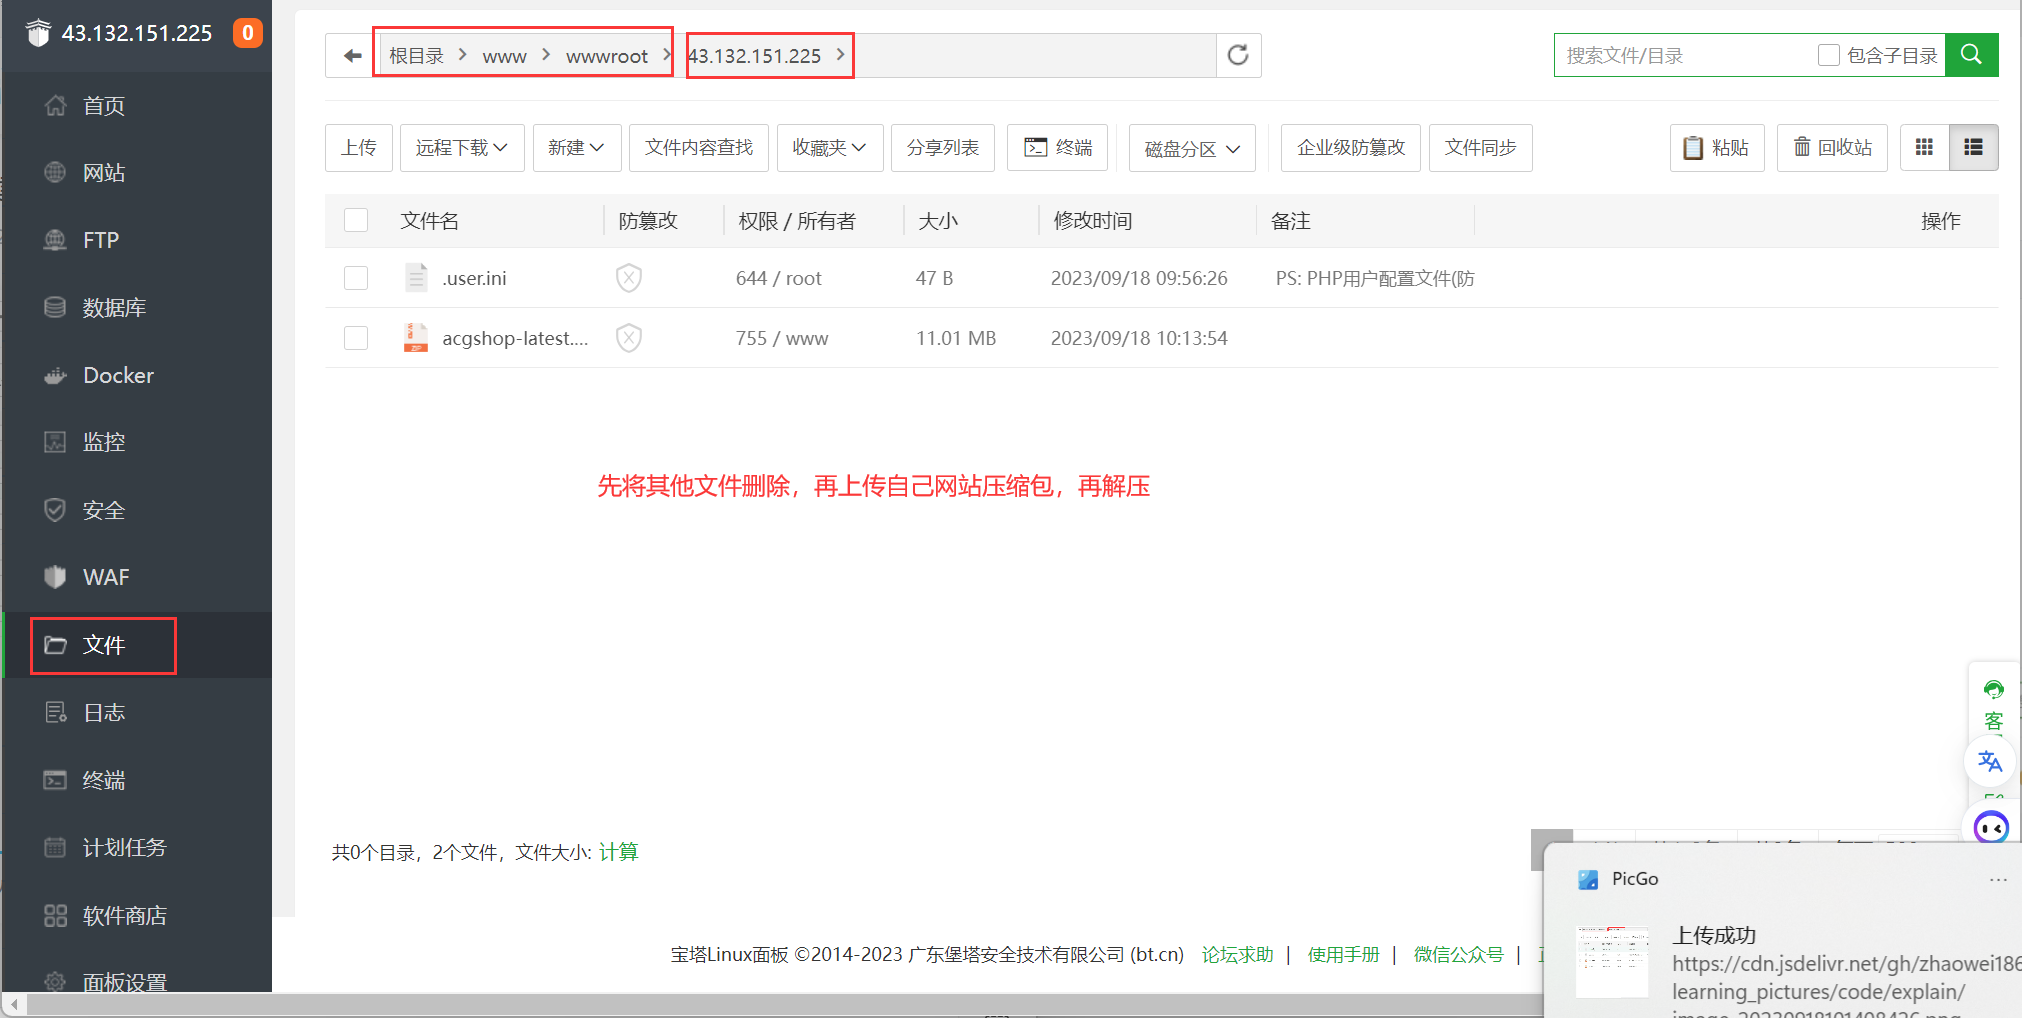 43.132.151.225 0
首页
网站
FTP
数据库
Docker
监控
安全
WAF
文件
日志
终端
计划任务
软件商店
面板设置
根目录 www wwwroot 43.132.151.225
搜索文件/目录 包含子目录
上传 远程下载 新建 文件内容查找 收藏夹 分享列表 终端 磁盘分区 企业级防篡改 文件同步 粘贴 回收站
文件名 防篡改 权限 / 所有者 大小 修改时间 备注 操作
.user.ini 644 / root 47 B 2023/09/18 09:56:26 PS: PHP用户配置文件(防
acgshop-latest.... 755 / www 11.01 MB 2023/09/18 10:13:54
先将其他文件删除，再上传自己网站压缩包，再解压
客
共0个目录，2个文件，文件大小: 计算
宝塔Linux面板 ©2014-2023 广东堡塔安全技术有限公司 (bt.cn) 论坛求助 | 使用手册 | 微信公众号 |
PicGo ...
上传成功
https://cdn.jsdelivr.net/gh/zhaowei186
learning_pictures/code/explain/
image-20230918101408426.png